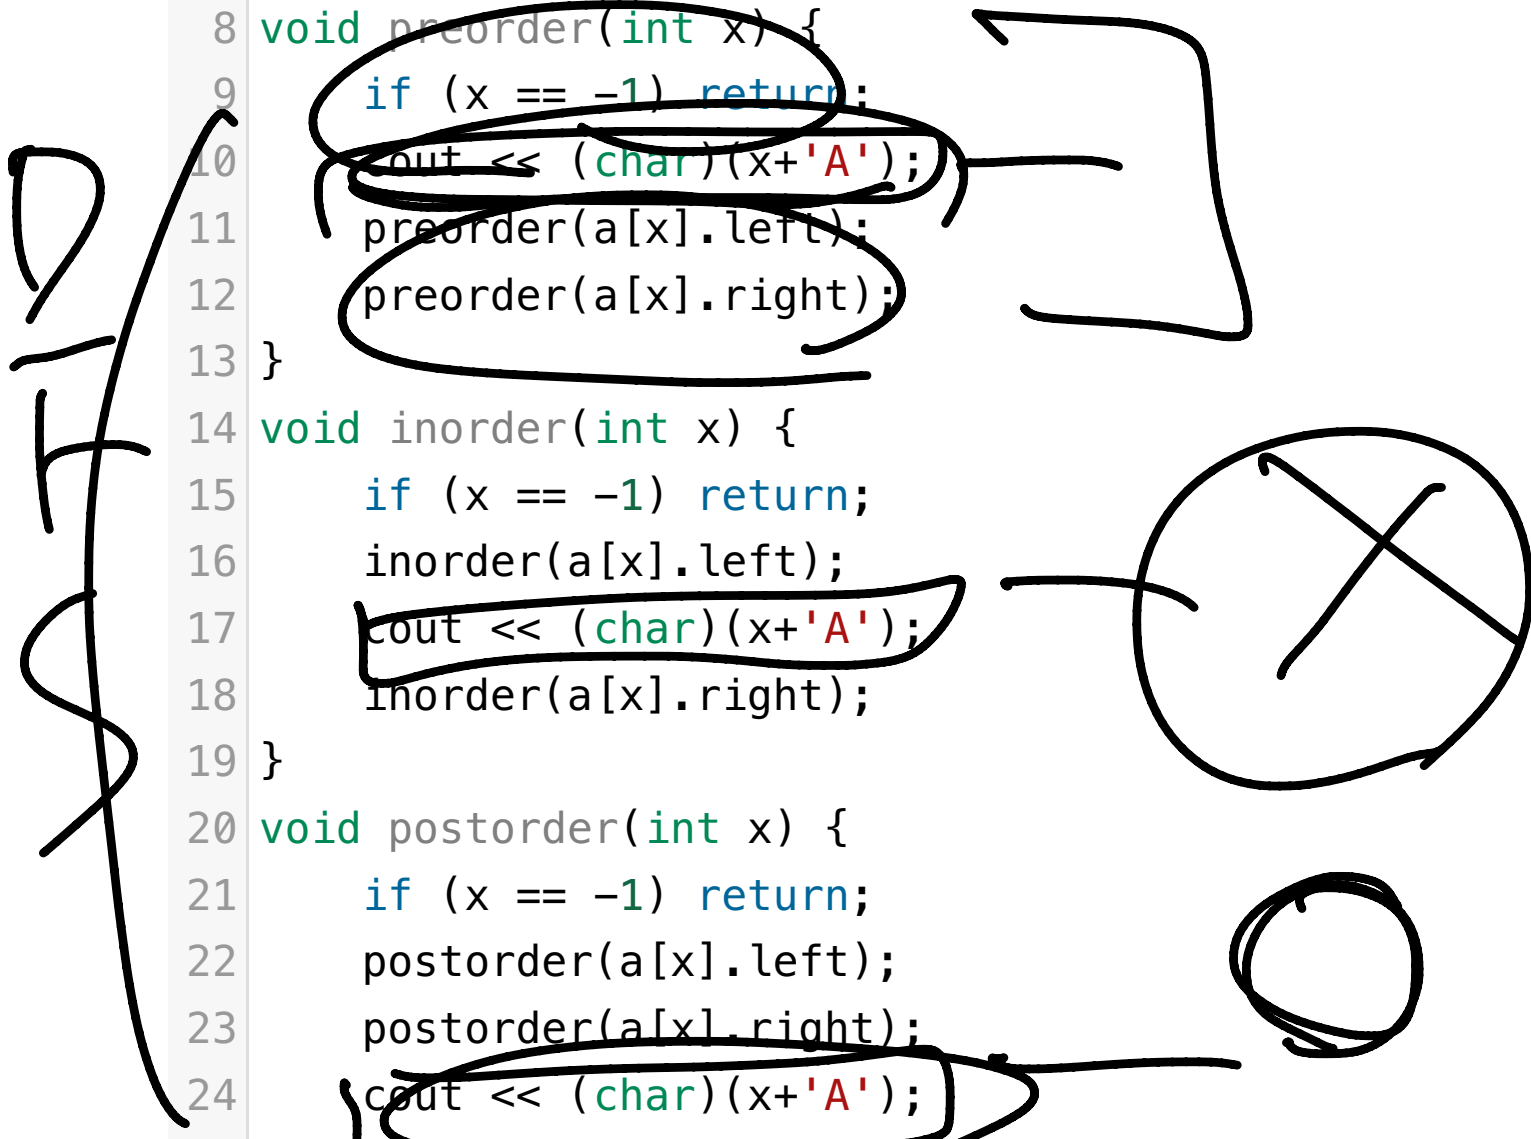 8 void preorder(int x) {
9 if (x == -1) return;
10 cout << (char)(x+'A');
11 preorder(a[x].left);
12 preorder(a[x].right);
13 }
14 void inorder(int x) {
15 if (x == -1) return;
16 inorder(a[x].left);
17 cout << (char)(x+'A');
18 inorder(a[x].right);
19 }
20 void postorder(int x) {
21 if (x == -1) return;
22 postorder(a[x].left);
23 postorder(a[x].right);
24 cout << (char)(x+'A');
DFS